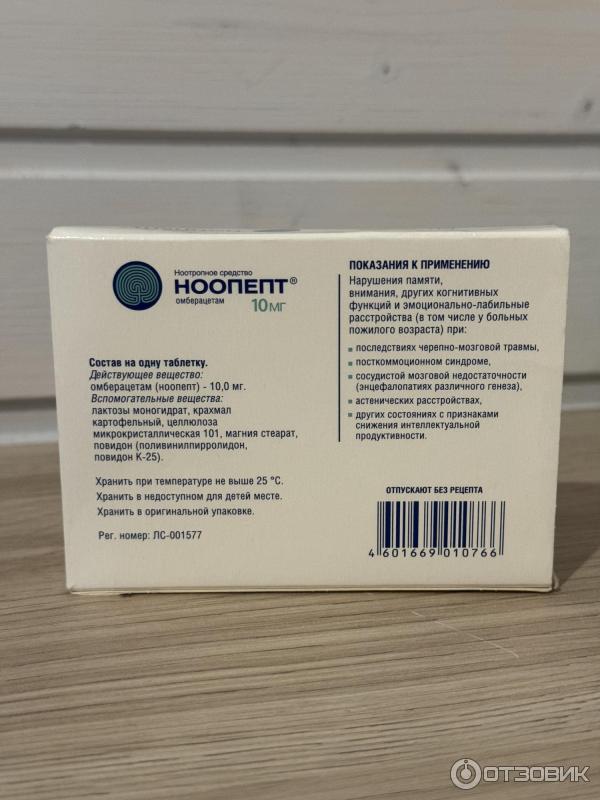 Ноотропное средство
НООПЕПТ®
омберацетам 10 мг
Состав на одну таблетку.
Действующее вещество:
омберацетам (ноопепт) - 10,0 мг.
Вспомогательные вещества:
лактозы моногидрат, крахмал
картофельный, целлюлоза
микрокристаллическая 101, магния стеарат,
повидон (поливинилпирролидон,
повидон К-25).
Хранить при температуре не выше 25 °С.
Хранить в недоступном для детей месте.
Хранить в оригинальной упаковке.
Рег. номер: ЛС-001577
ПОКАЗАНИЯ К ПРИМЕНЕНИЮ
Нарушения памяти,
внимания, других когнитивных
функций и эмоционально-лабильные
расстройства (в том числе у больных
пожилого возраста) при:
▪ последствиях черепно-мозговой травмы,
▪ посткоммоционном синдроме,
▪ сосудистой мозговой недостаточности
(энцефалопатиях различного генеза),
▪ астенических расстройствах,
▪ других состояниях с признаками
снижения интеллектуальной
продуктивности.
ОТПУСКАЮТ БЕЗ РЕЦЕПТА
4 601669 010766
ОТЗОВИК